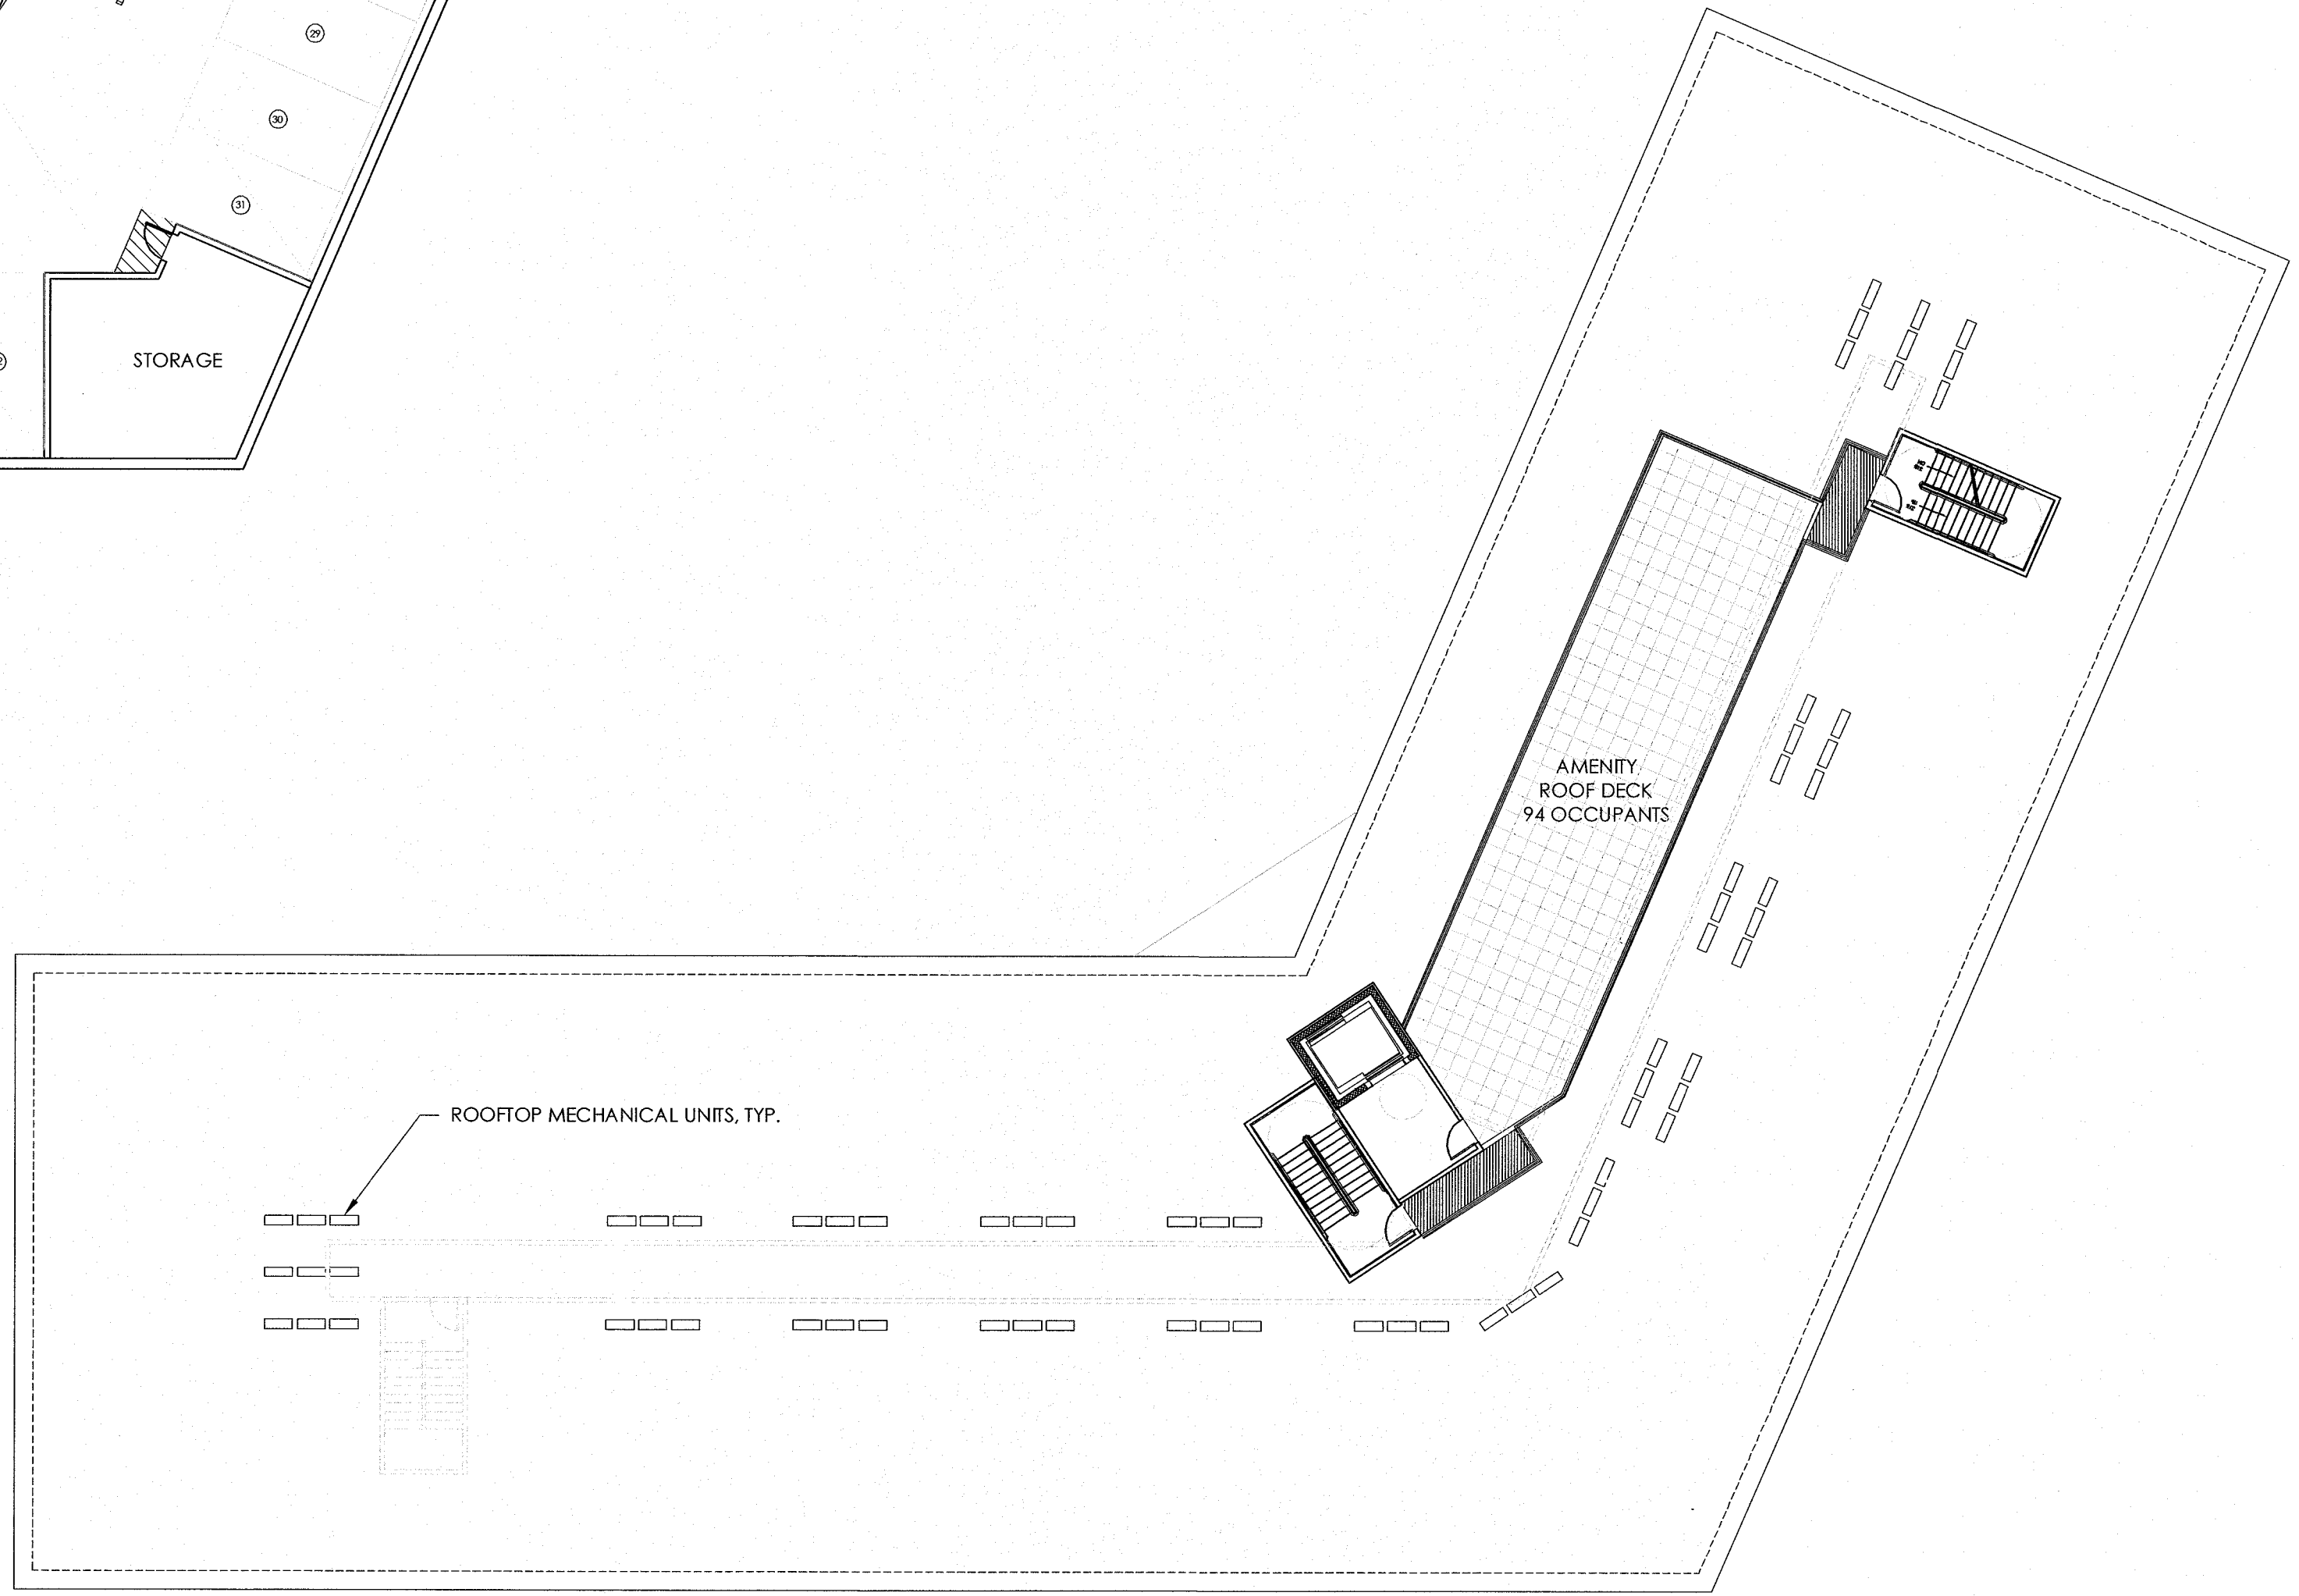 29
30
31
STORAGE
AMENITY
ROOF DECK
94 OCCUPANTS
ROOFTOP MECHANICAL UNITS, TYP.